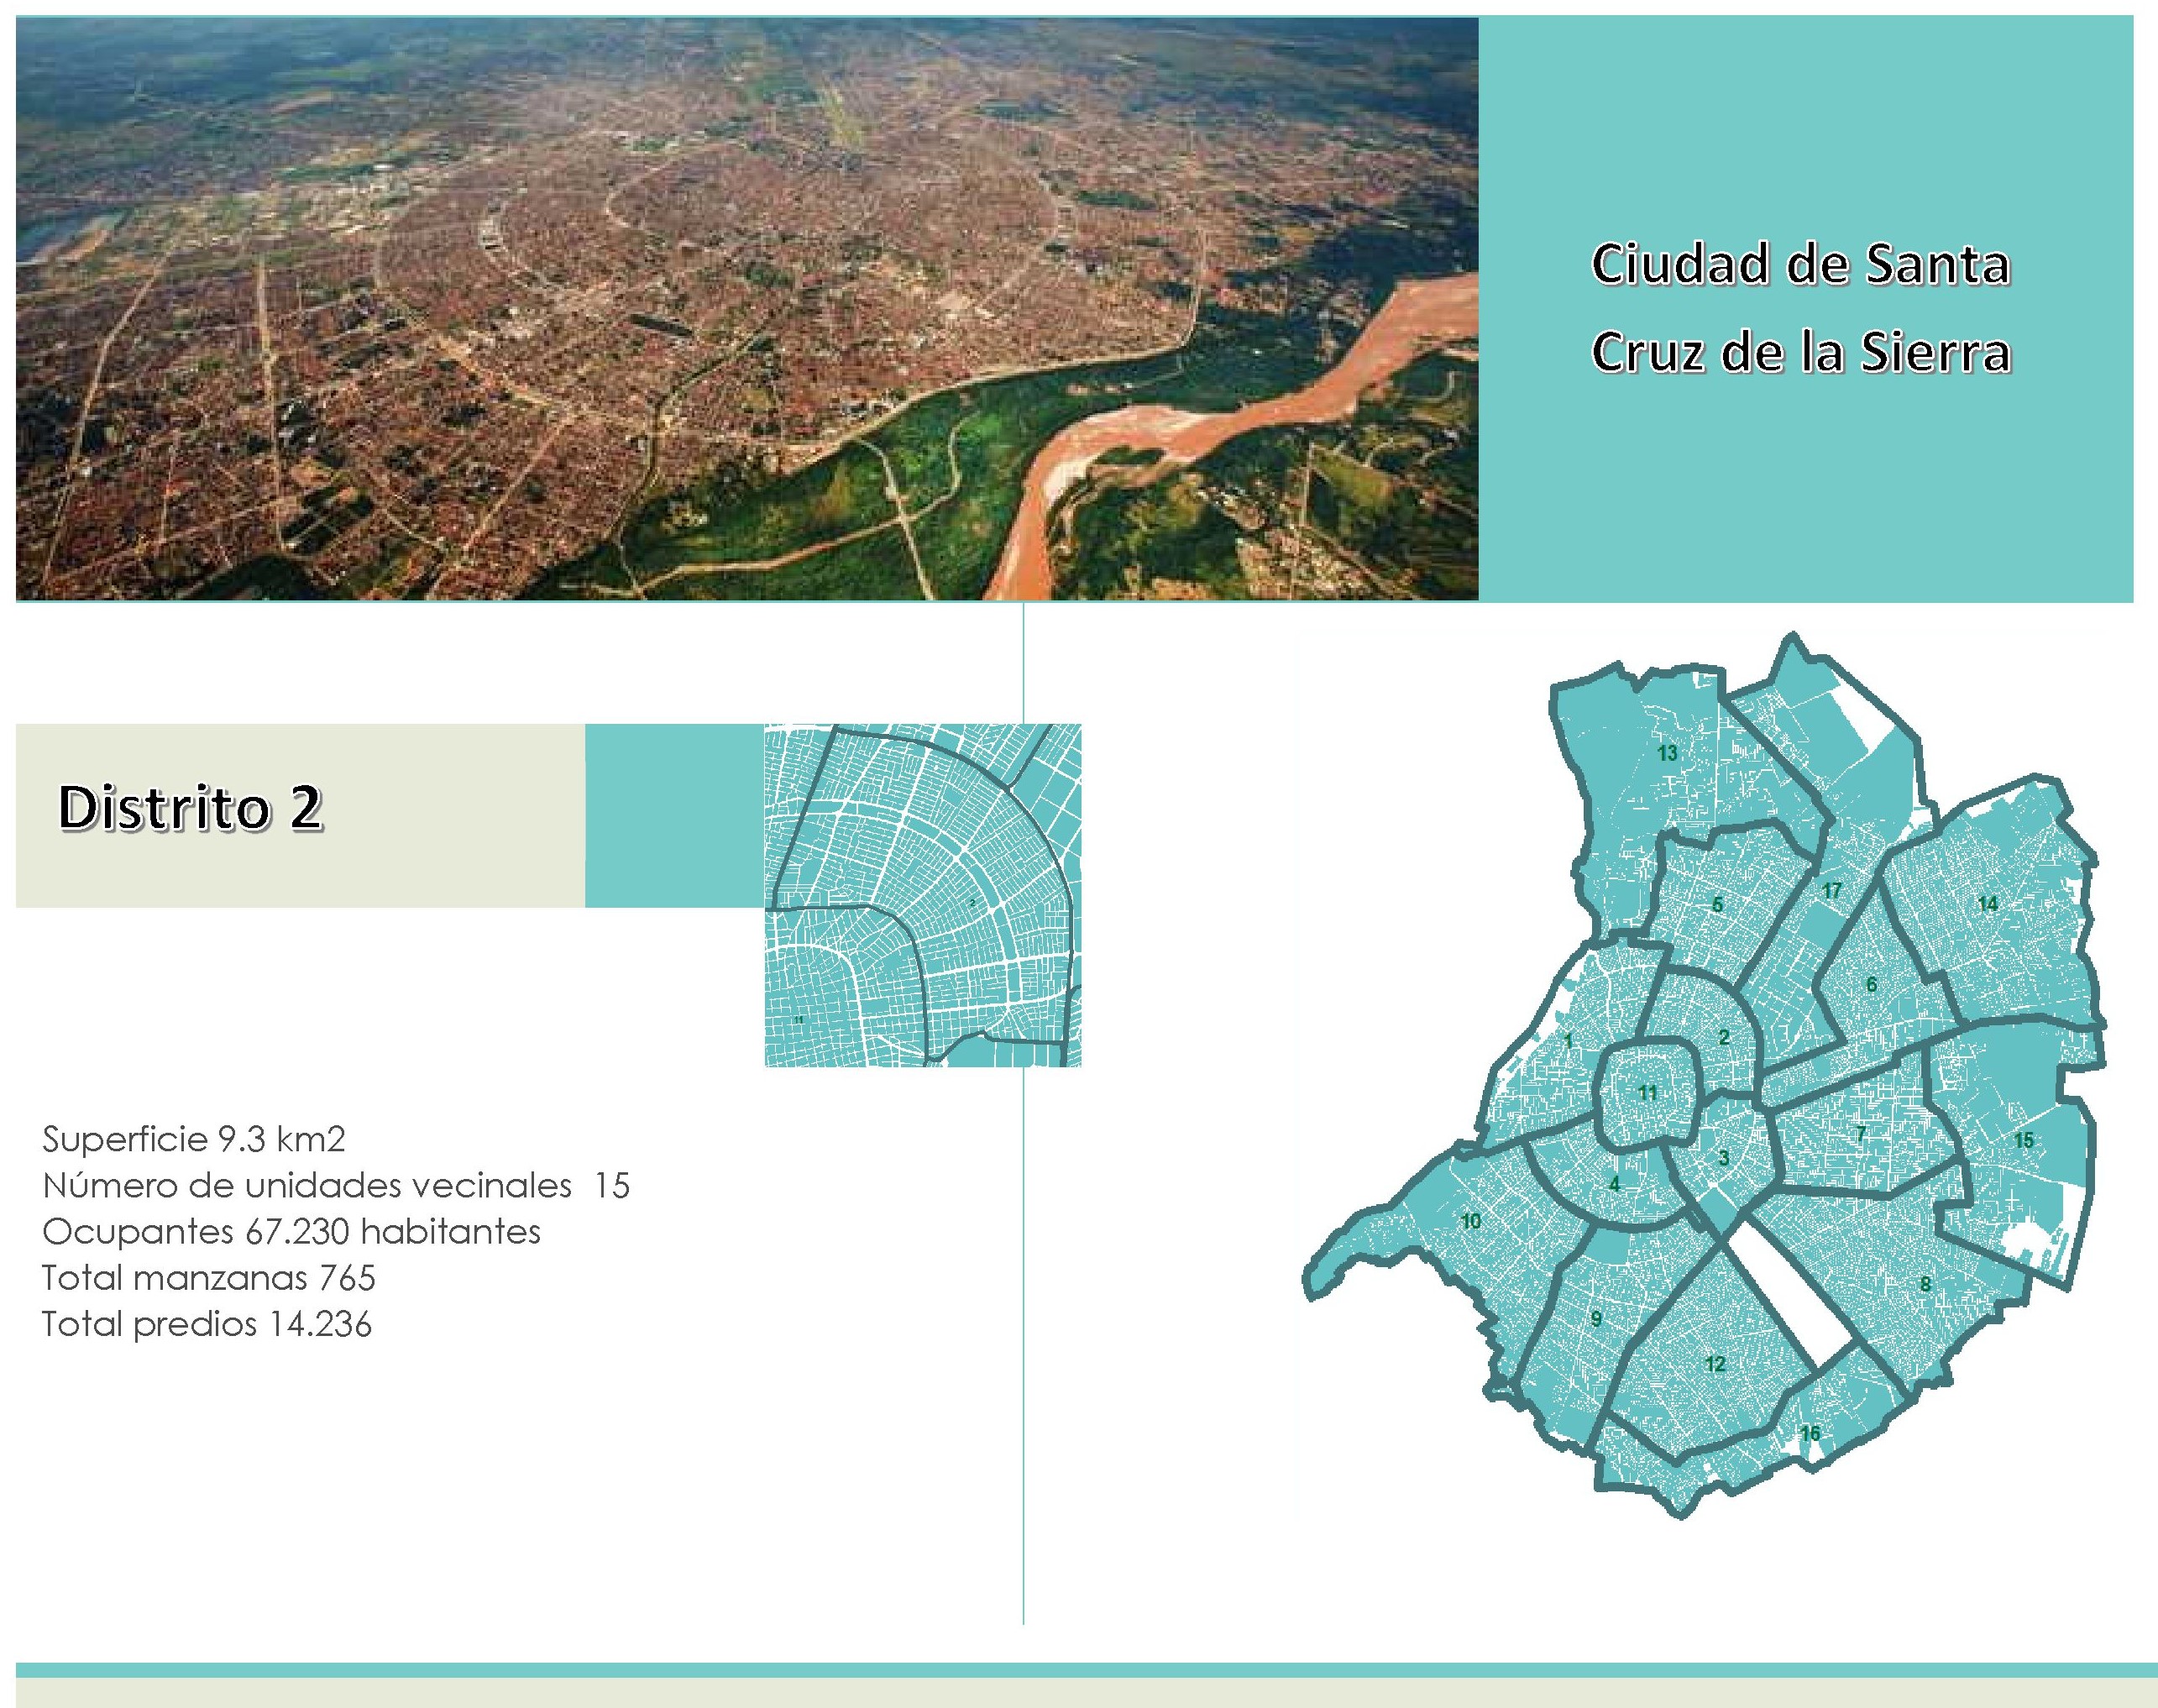 Ciudad de Santa
Cruz de la Sierra
Distrito 2
2
11
Superficie 9.3 km2
Número de unidades vecinales 15
Ocupantes 67.230 habitantes
Total manzanas 765
Total predios 14.236
13
17
5
14
6
1
2
11
7
15
3
4
10
8
9
12
16